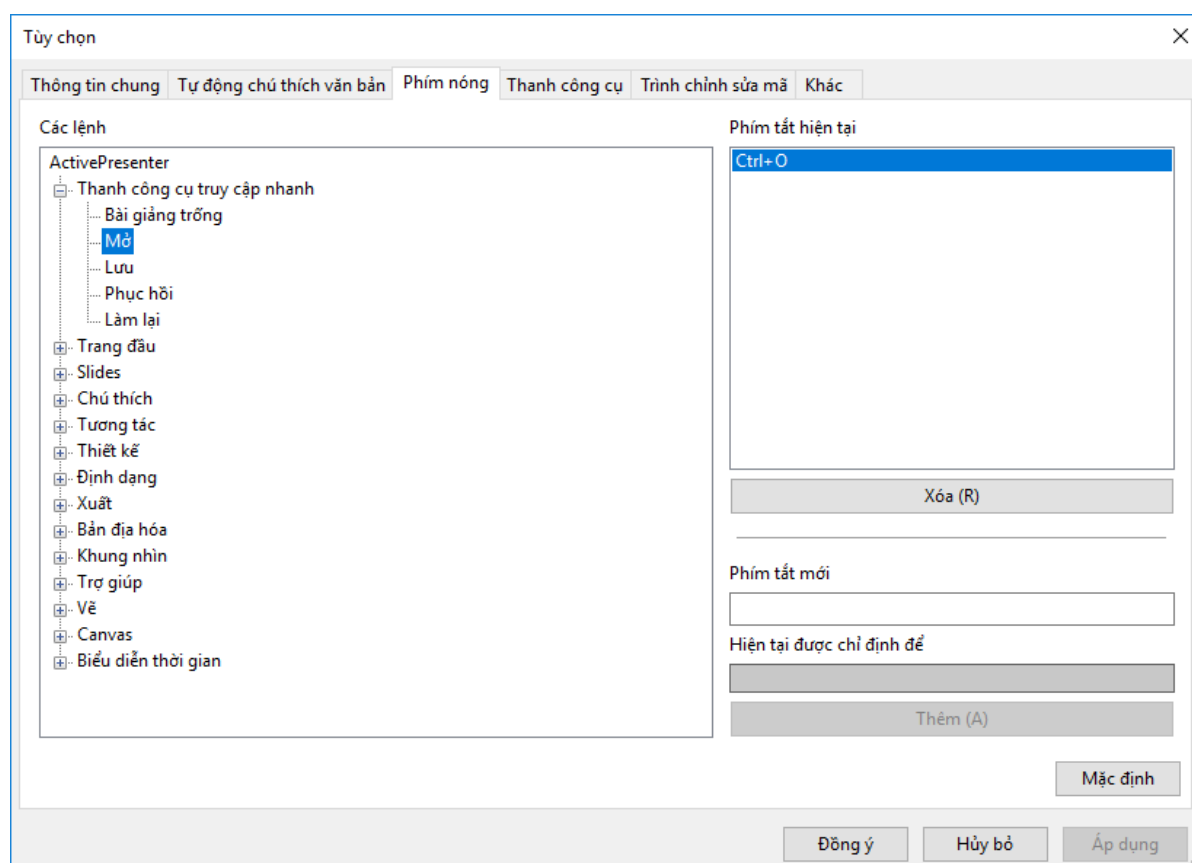 Tùy chọn
Thông tin chung Tự động chú thích văn bản Phím nóng Thanh công cụ Trình chỉnh sửa mã Khác
Các lệnh
ActivePresenter
Thanh công cụ truy cập nhanh
Bài giảng trống
Mở
Lưu
Phục hồi
Làm lại
Trang đầu
Slides
Chú thích
Tương tác
Thiết kế
Định dạng
Xuất
Bản địa hóa
Khung nhìn
Trợ giúp
Vẽ
Canvas
Biểu diễn thời gian
Phím tắt hiện tại
Ctrl+O
Xóa (R)
Phím tắt mới
Hiện tại được chỉ định để
Thêm (A)
Mặc định
Đồng ý Hủy bỏ Áp dụng